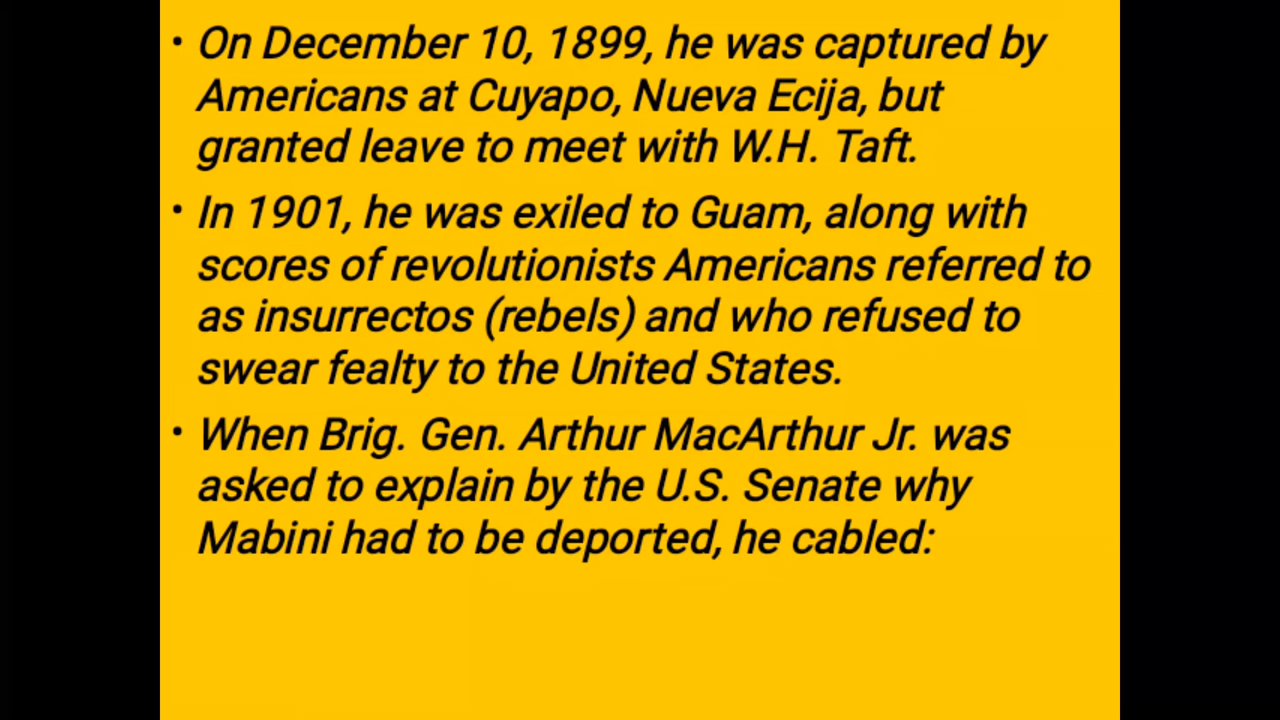 • On December 10, 1899, he was captured by
Americans at Cuyapo, Nueva Ecija, but
granted leave to meet with W.H. Taft.
• In 1901, he was exiled to Guam, along with
scores of revolutionists Americans referred to
as insurrectos (rebels) and who refused to
swear fealty to the United States.
• When Brig. Gen. Arthur MacArthur Jr. was
asked to explain by the U.S. Senate why
Mabini had to be deported, he cabled: